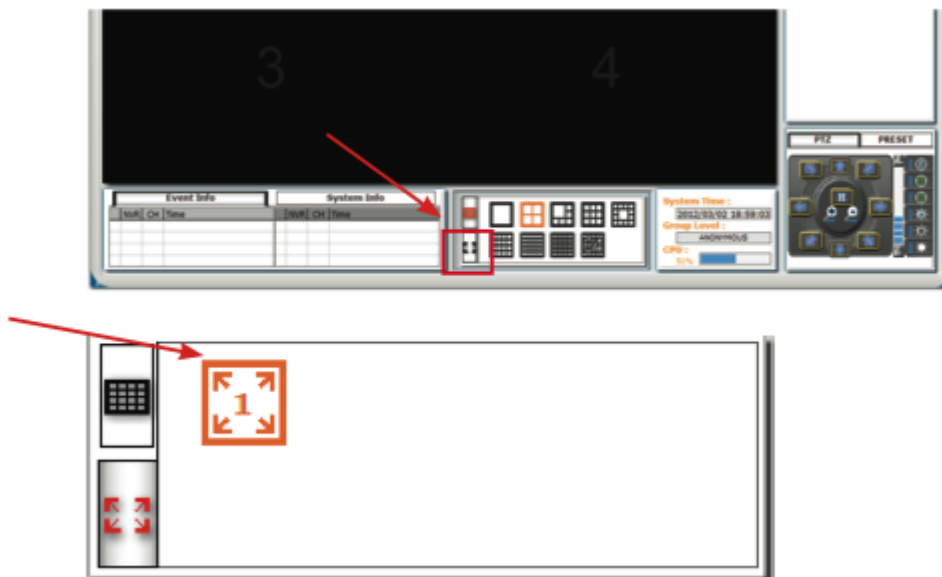 3 4
PTZ PRESET
Event Info System Info
NVR CH Time NVR CH Time
System Time :
2012/03/02 18:59:03
Group Level :
ANONYMOUS
CPU :
51%
1